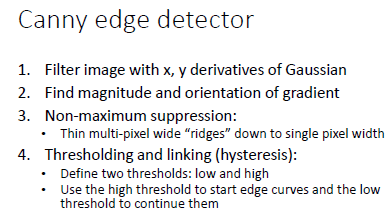 Canny edge detector
1. Filter image with x, y derivatives of Gaussian
2. Find magnitude and orientation of gradient
3. Non-maximum suppression:
• Thin multi-pixel wide “ridges” down to single pixel width
4. Thresholding and linking (hysteresis):
• Define two thresholds: low and high
• Use the high threshold to start edge curves and the low
threshold to continue them